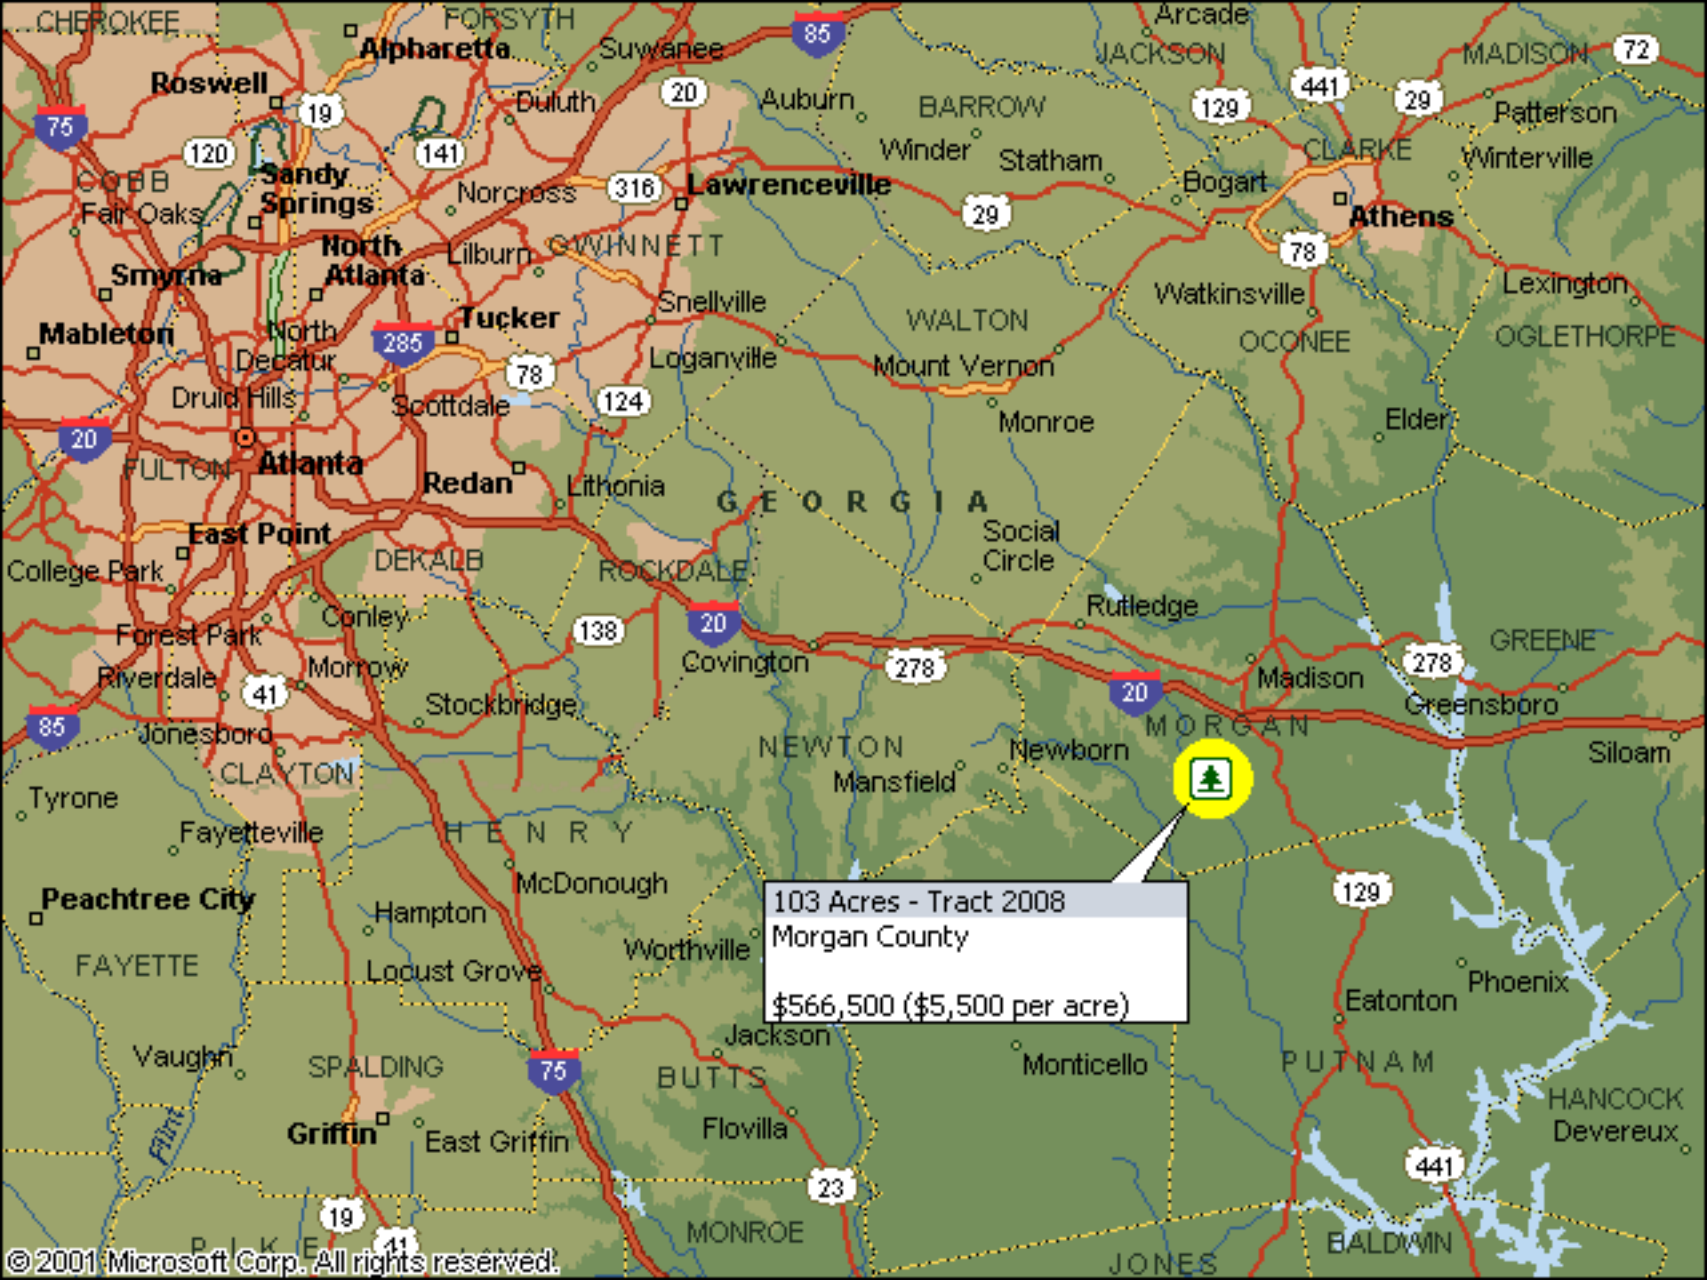 CHEROKEE
FORSYTH
Arcade
85
Alpharetta
Suwanee
JACKSON
MADISON
72
Roswell
19
Duluth
20
Auburn
BARROW
129
441
29
Patterson
75
120
141
Winder
Statham
CLARKE
Winterville
COBB
Sandy
Springs
Norcross
316
Lawrenceville
29
Bogart
Athens
Fair Oaks
North
Atlanta
Lilburn
GWINNETT
78
Smyrna
Snellville
Watkinsville
Lexington
Mableton
North
Decatur
285
Tucker
WALTON
OCONEE
OGLETHORPE
Loganville
Mount Vernon
Druid Hills
Scottdale
78
124
Monroe
Elder
20
FULTON
Atlanta
Redan
Lithonia
GEORGIA
East Point
Social
Circle
College Park
DEKALB
ROCKDALE
Rutledge
Conley
138
20
GREENE
Forest Park
Covington
278
Madison
278
Riverdale
41
Morrow
20
Greensboro
85
Stockbridge
MORGAN
Jonesboro
NEWTON
Newborn
Siloam
CLAYTON
Mansfield
Tyrone
Fayetteville
HENRY
103 Acres - Tract 2008
Morgan County
$566,500 ($5,500 per acre)
McDonough
129
Peachtree City
Hampton
Worthville
FAYETTE
Locust Grove
Phoenix
Eatonton
Jackson
Vaughn
SPALDING
75
BUTTS
Monticello
PUTNAM
HANCOCK
Flint
Griffin
East Griffin
Flovilla
Devereux
441
23
19
41
MONROE
PIKE
BALDWIN
JONES
© 2001 Microsoft Corp. All rights reserved.